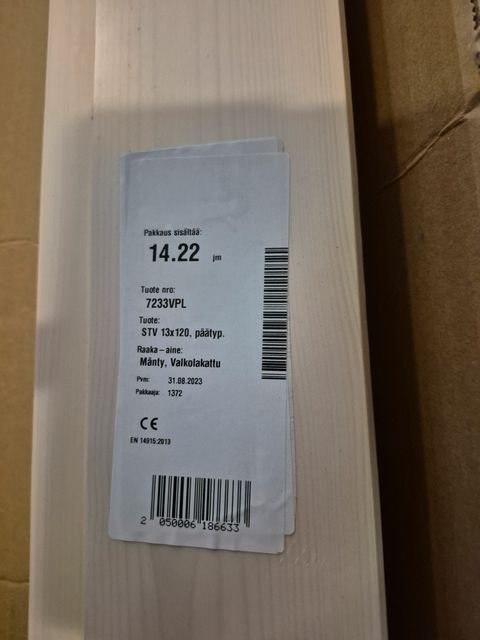 Pakkaus sisältää:
14.22 jm
Tuote nro:
7233VPL
Tuote:
STV 13x120, päätyp.
Raaka-aine:
Mänty, Valkolakattu
Pvm: 31.08.2023
Pakkaaja: 1372
CE
EN 14915:2013
2 050006 186633